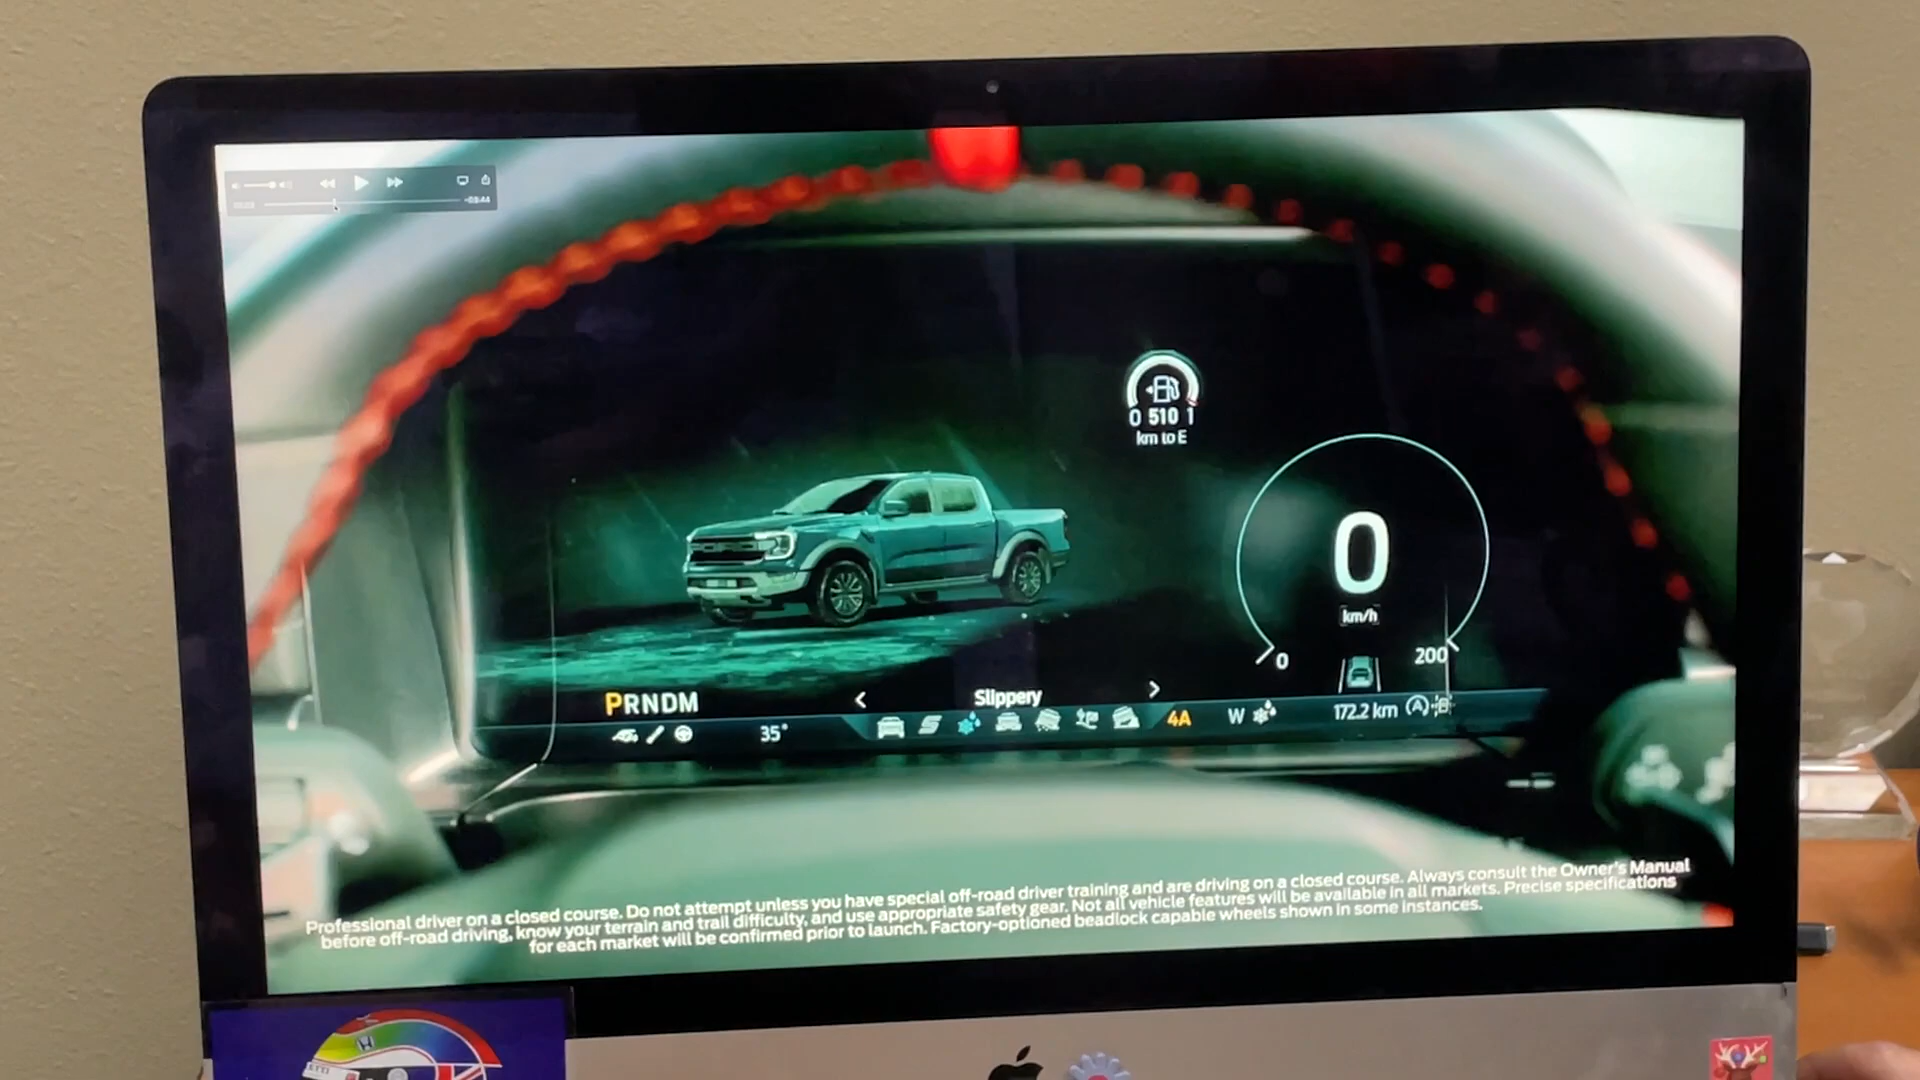 -03:44
0 510 1
km to E
0
km/h
0
200
PRNDM
Slippery
35°
4A
W
172.2 km
A
Professional driver on a closed course. Do not attempt unless you have special off-road driver training and are driving on a closed course. Always consult the Owner's Manual
before off-road driving, know your terrain and trail difficulty, and use appropriate safety gear. Not all vehicle features will be available in all markets. Precise specifications
for each market will be confirmed prior to launch. Factory-optioned beadlock capable wheels shown in some instances.